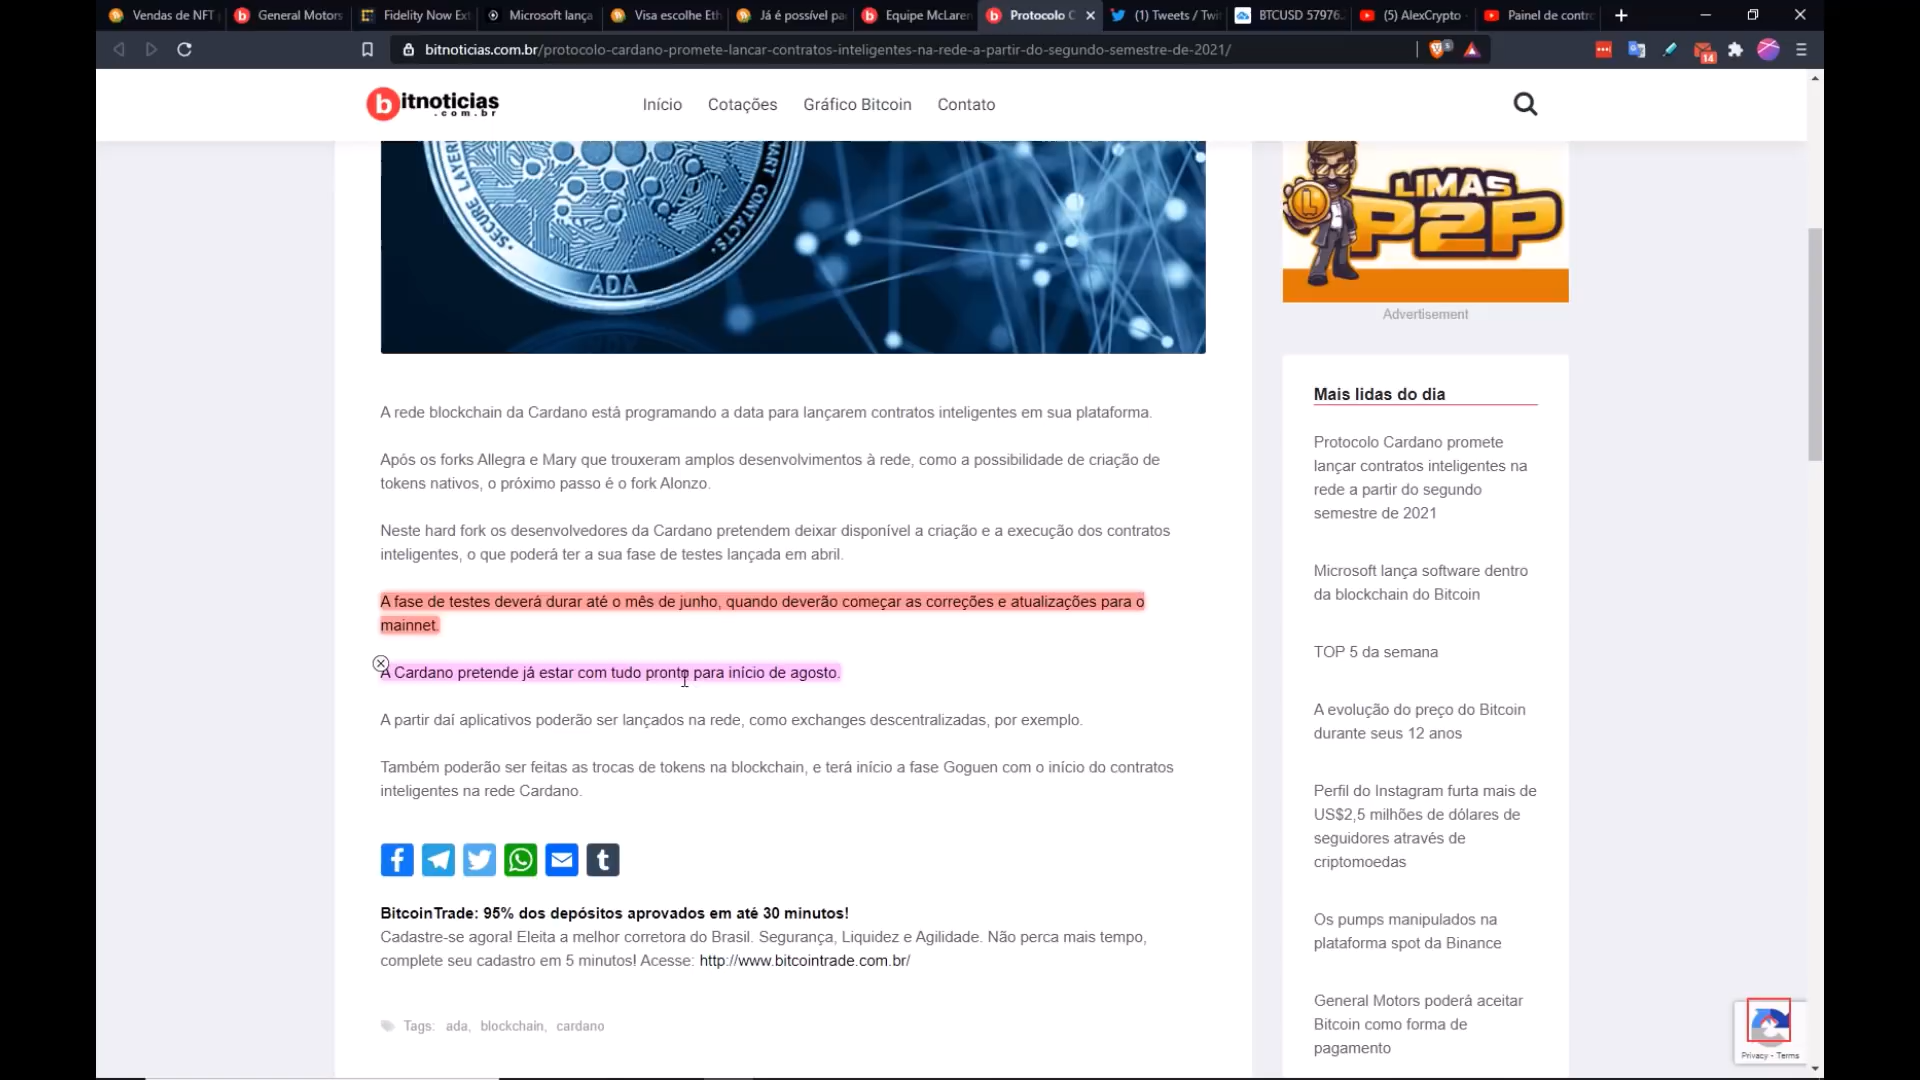 Vendas de NFT
General Motors
Fidelity Now Ext
Microsoft lança
Visa escolhe Eth
Já é possível pa
Equipe McLaren
Protocolo C
(1) Tweets / Twi
BTCUSD 57976.
(5) AlexCrypto
Painel de contro
bitnoticias.com.br/protocolo-cardano-promete-lancar-contratos-inteligentes-na-rede-a-partir-do-segundo-semestre-de-2021/
14
bitnoticias
.com.br
Início
Cotações
Gráfico Bitcoin
Contato
SECURE LAYER
SMART CONTACTS.
ADA
LIMAS
P2P
Advertisement
A rede blockchain da Cardano está programando a data para lançarem contratos inteligentes em sua plataforma.
Após os forks Allegra e Mary que trouxeram amplos desenvolvimentos à rede, como a possibilidade de criação de
tokens nativos, o próximo passo é o fork Alonzo.
Neste hard fork os desenvolvedores da Cardano pretendem deixar disponível a criação e a execução dos contratos
inteligentes, o que poderá ter a sua fase de testes lançada em abril.
A fase de testes deverá durar até o mês de junho, quando deverão começar as correções e atualizações para o
mainnet.
A Cardano pretende já estar com tudo pronto para início de agosto.
A partir daí aplicativos poderão ser lançados na rede, como exchanges descentralizadas, por exemplo.
Também poderão ser feitas as trocas de tokens na blockchain, e terá início a fase Goguen com o início do contratos
inteligentes na rede Cardano.
BitcoinTrade: 95% dos depósitos aprovados em até 30 minutos!
Cadastre-se agora! Eleita a melhor corretora do Brasil. Segurança, Liquidez e Agilidade. Não perca mais tempo,
complete seu cadastro em 5 minutos! Acesse: http://www.bitcointrade.com.br/
Tags: ada, blockchain, cardano
Mais lidas do dia
Protocolo Cardano promete
lançar contratos inteligentes na
rede a partir do segundo
semestre de 2021
Microsoft lança software dentro
da blockchain do Bitcoin
TOP 5 da semana
A evolução do preço do Bitcoin
durante seus 12 anos
Perfil do Instagram furta mais de
US$2,5 milhões de dólares de
seguidores através de
criptomoedas
Os pumps manipulados na
plataforma spot da Binance
General Motors poderá aceitar
Bitcoin como forma de
pagamento
Privacy - Terms